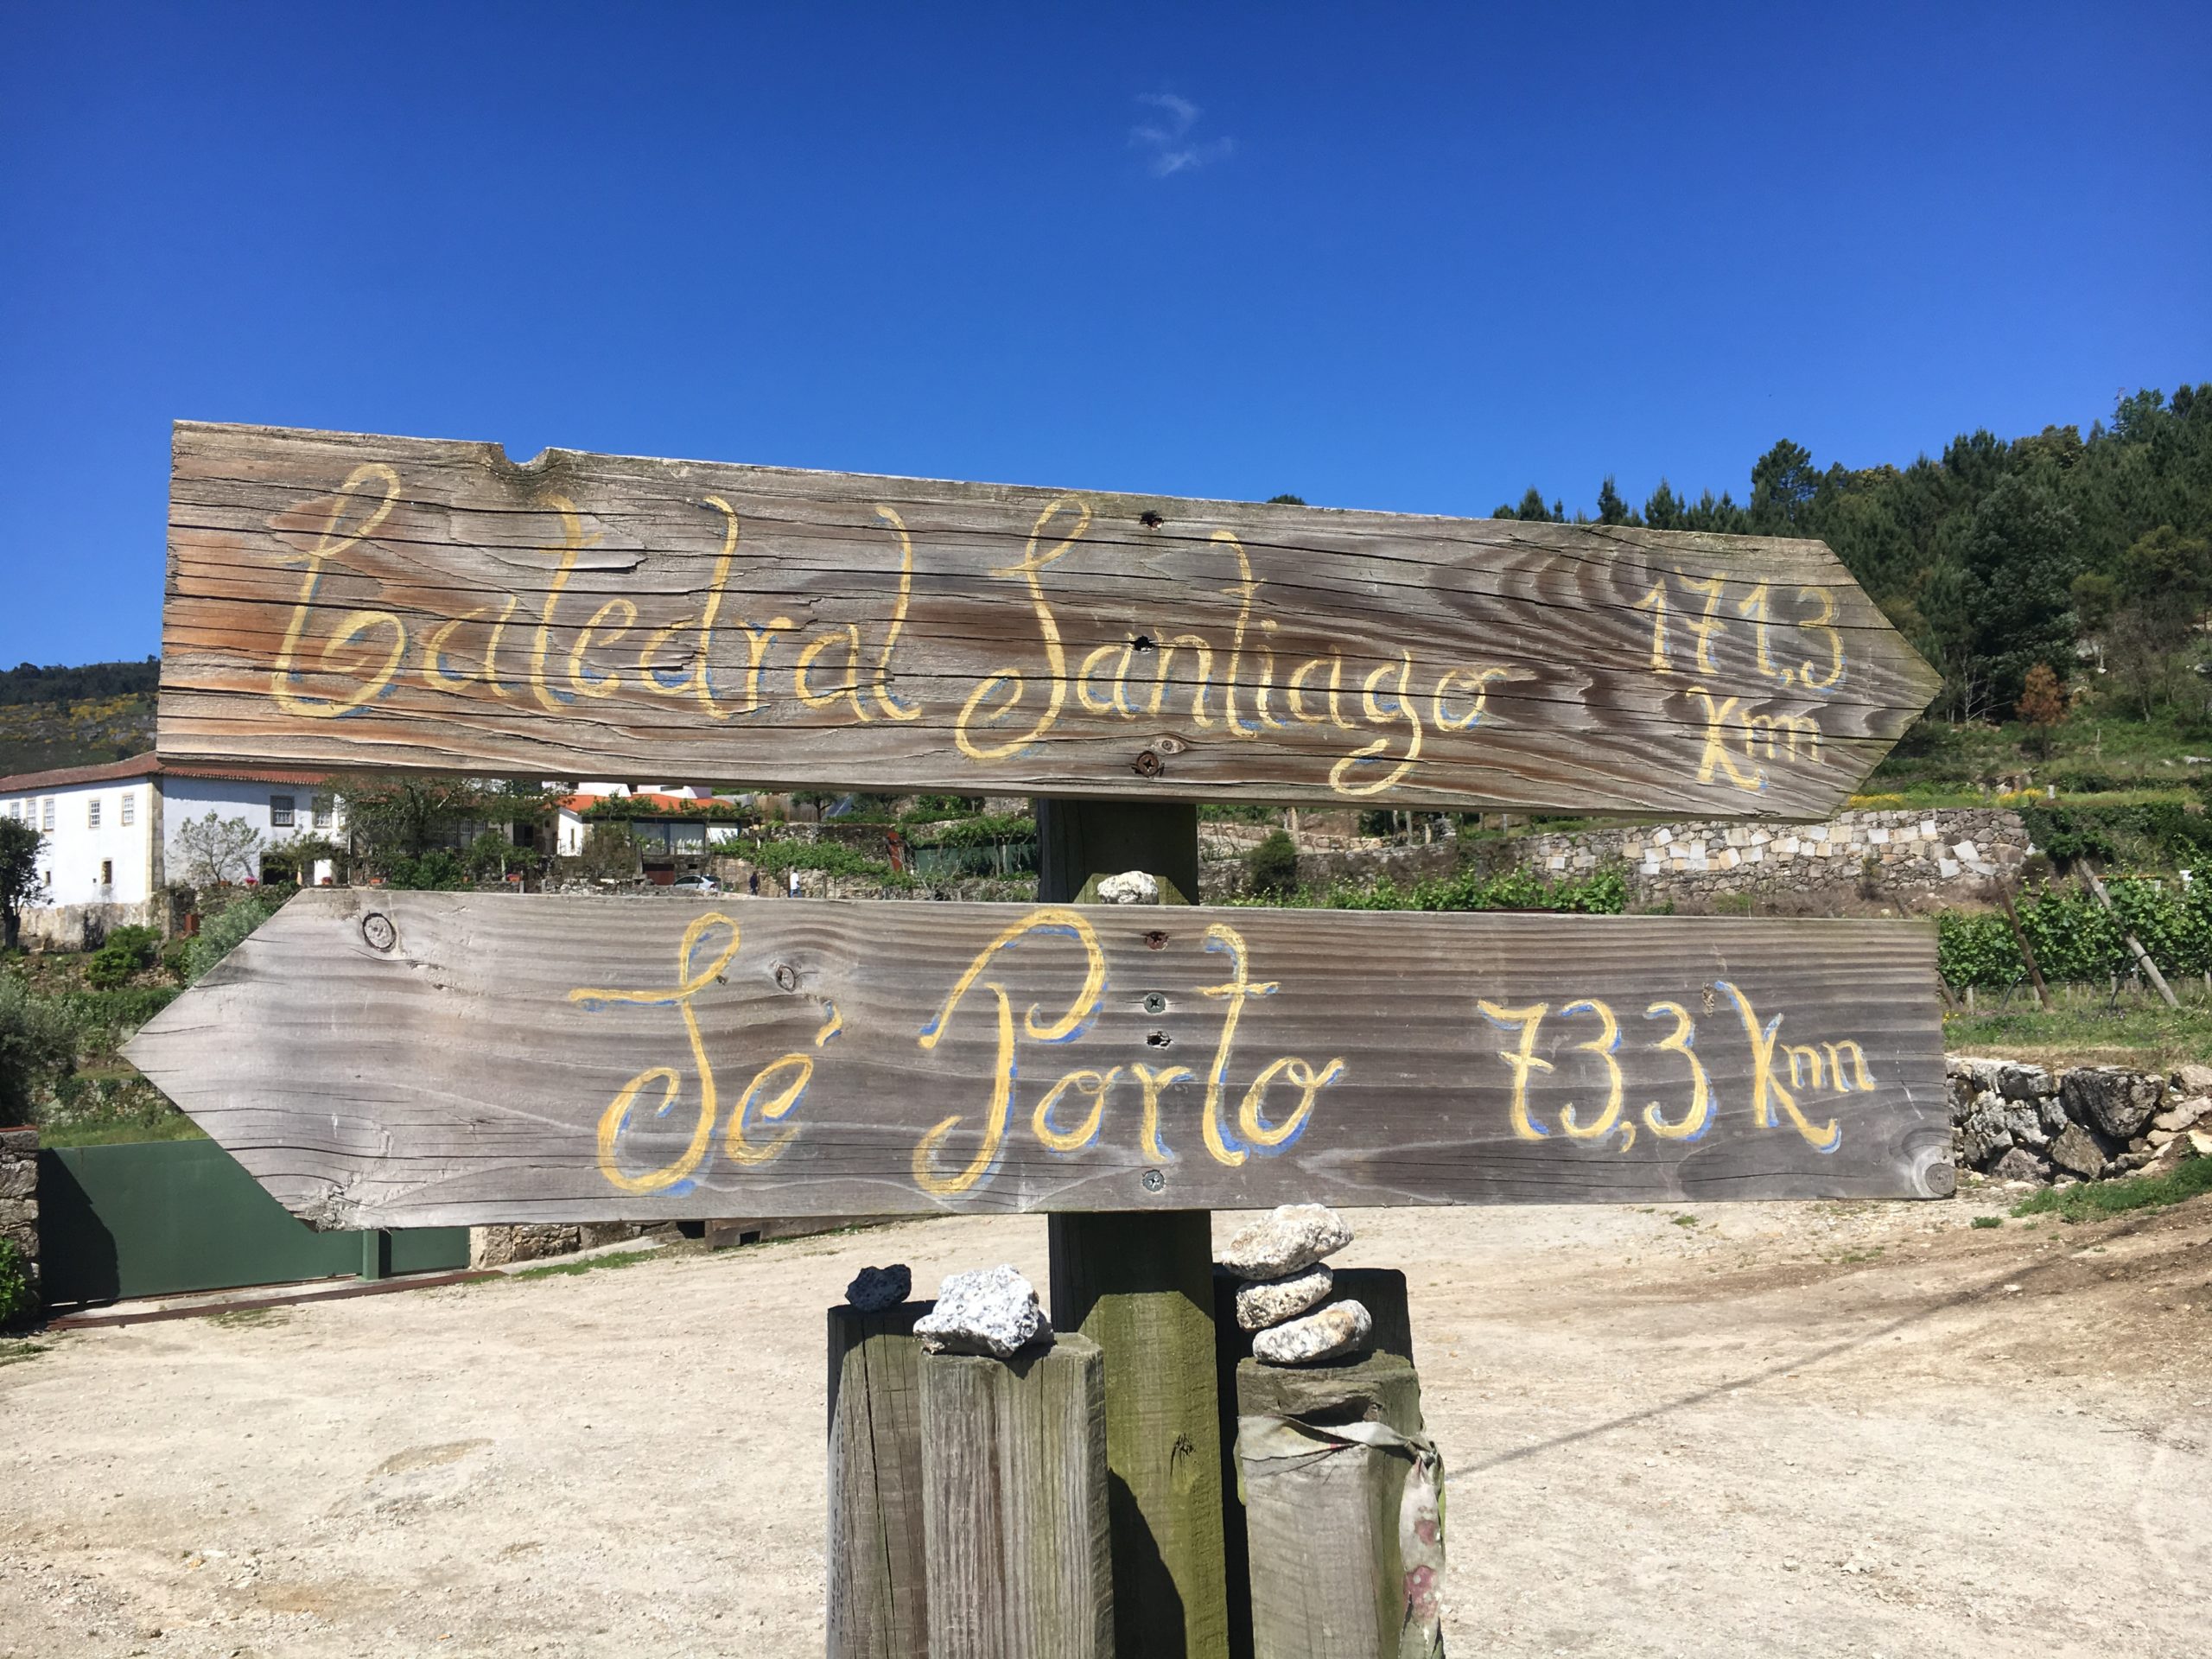 Catedral Santiago 171,3
Km
Sé Porto 73,3 Km